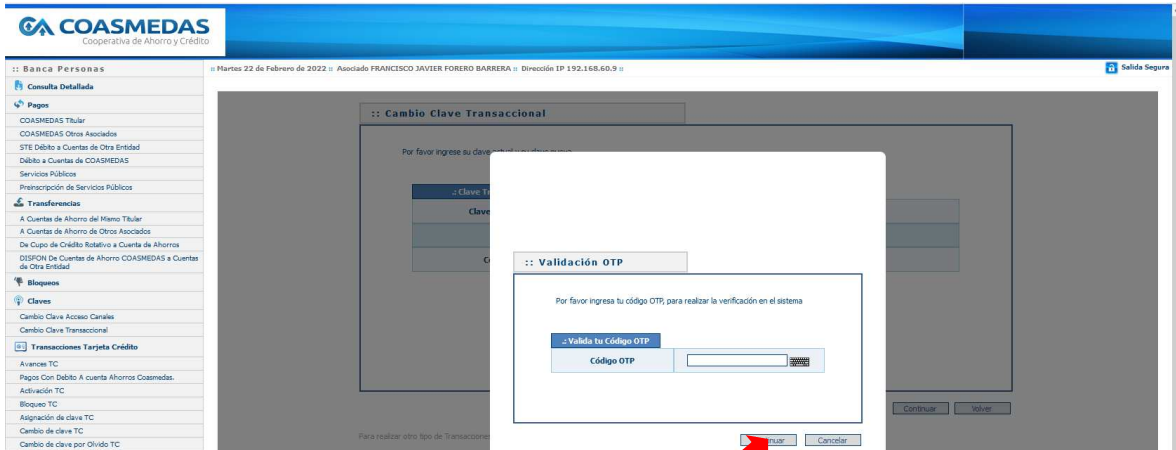 COASMEDAS
Cooperativa de Ahorro y Crédito
:: Banca Personas
:: Martes 22 de Febrero de 2022 :: Asociado FRANCISCO JAVIER FORERO BARRERA :: Dirección IP 192.168.60.9 ::
Salida Segura
Consulta Detallada
Pagos
COASMEDAS Titular
COASMEDAS Otros Asociados
STE Débito a Cuentas de Otra Entidad
Débito a Cuentas de COASMEDAS
Servicios Públicos
Preinscripción de Servicios Públicos
Transferencias
A Cuentas de Ahorro del Mismo Titular
A Cuentas de Ahorro de Otros Asociados
De Cupo de Crédito Rotativo a Cuenta de Ahorros
DISFON De Cuentas de Ahorro COASMEDAS a Cuentas
de Otra Entidad
Bloqueos
Claves
Cambio Clave Acceso Canales
Cambio Clave Transaccional
Transacciones Tarjeta Crédito
Avances TC
Pagos Con Debito A cuenta Ahorros Coasmedas.
Activación TC
Bloqueo TC
Asignación de clave TC
Cambio de clave TC
Cambio de clave por Olvido TC
:: Cambio Clave Transaccional
Por favor ingrese su clave
.: Clave
Clave
Continuar
Volver
Para realizar otro tipo de Transacciones
:: Validación OTP
Por favor ingresa tu código OTP, para realizar la verificación en el sistema
.: Valida tu Código OTP
Código OTP
nuar
Cancelar